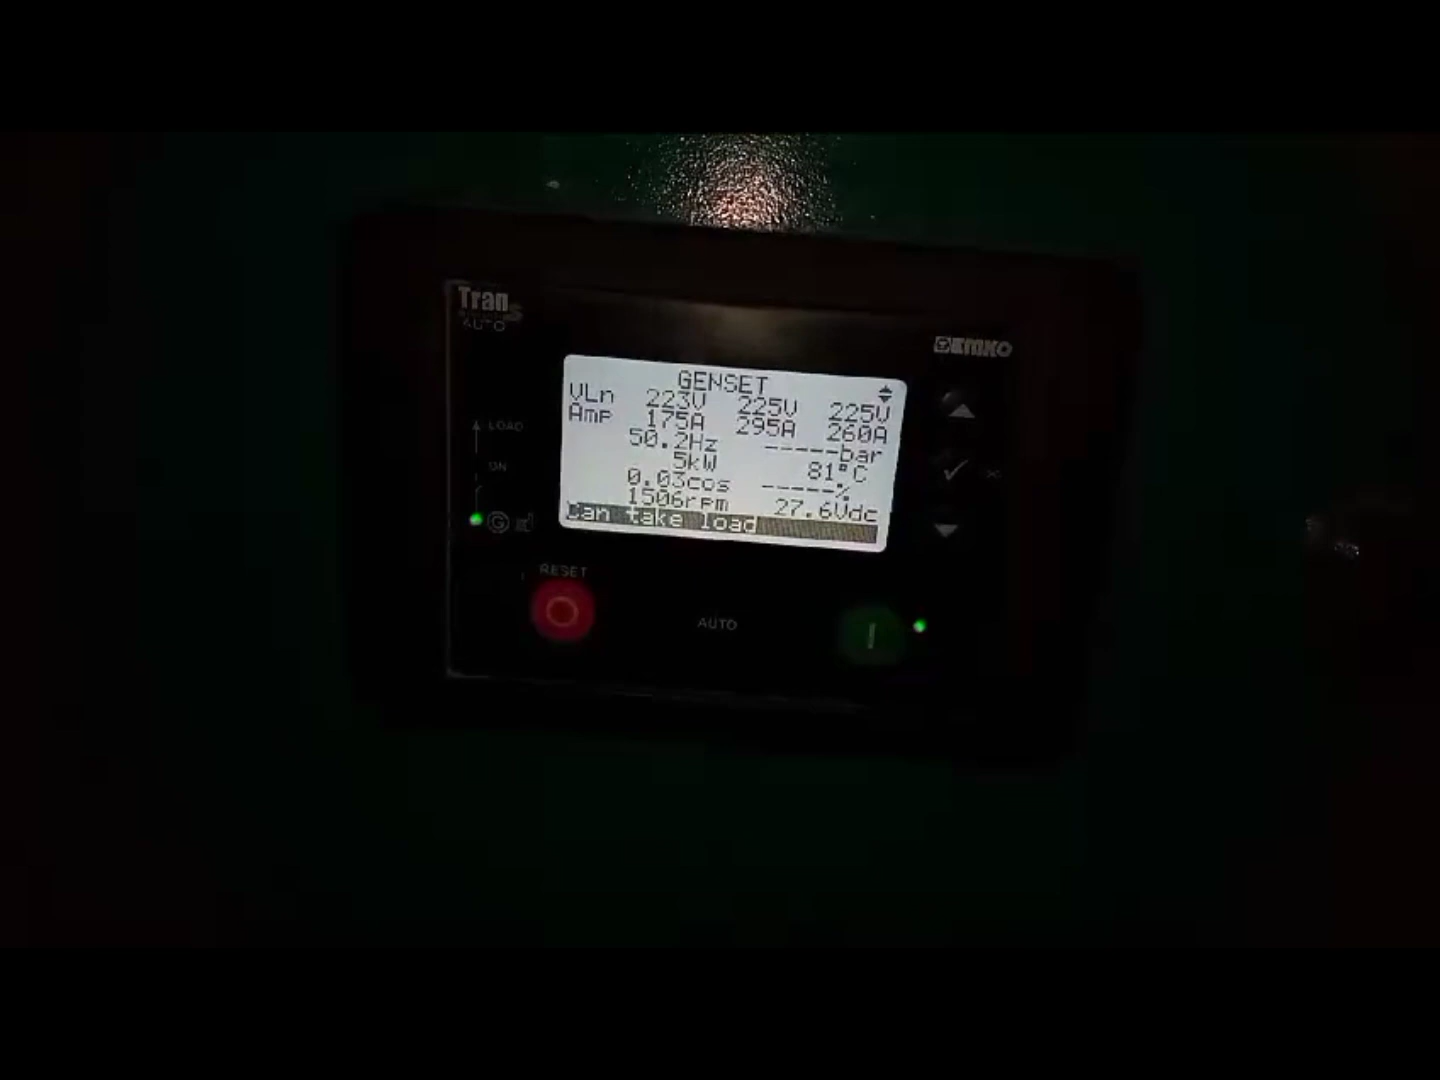 Trans
AUTO
EMKO
GENSET
VLn 223V 225V 225V
Amp 175A 295A 260A
50.2Hz -----bar
5kW 81°C
0.03cos -----%
1506rpm 27.6Vdc
Can take load
LOAD
ON
G
RESET
AUTO